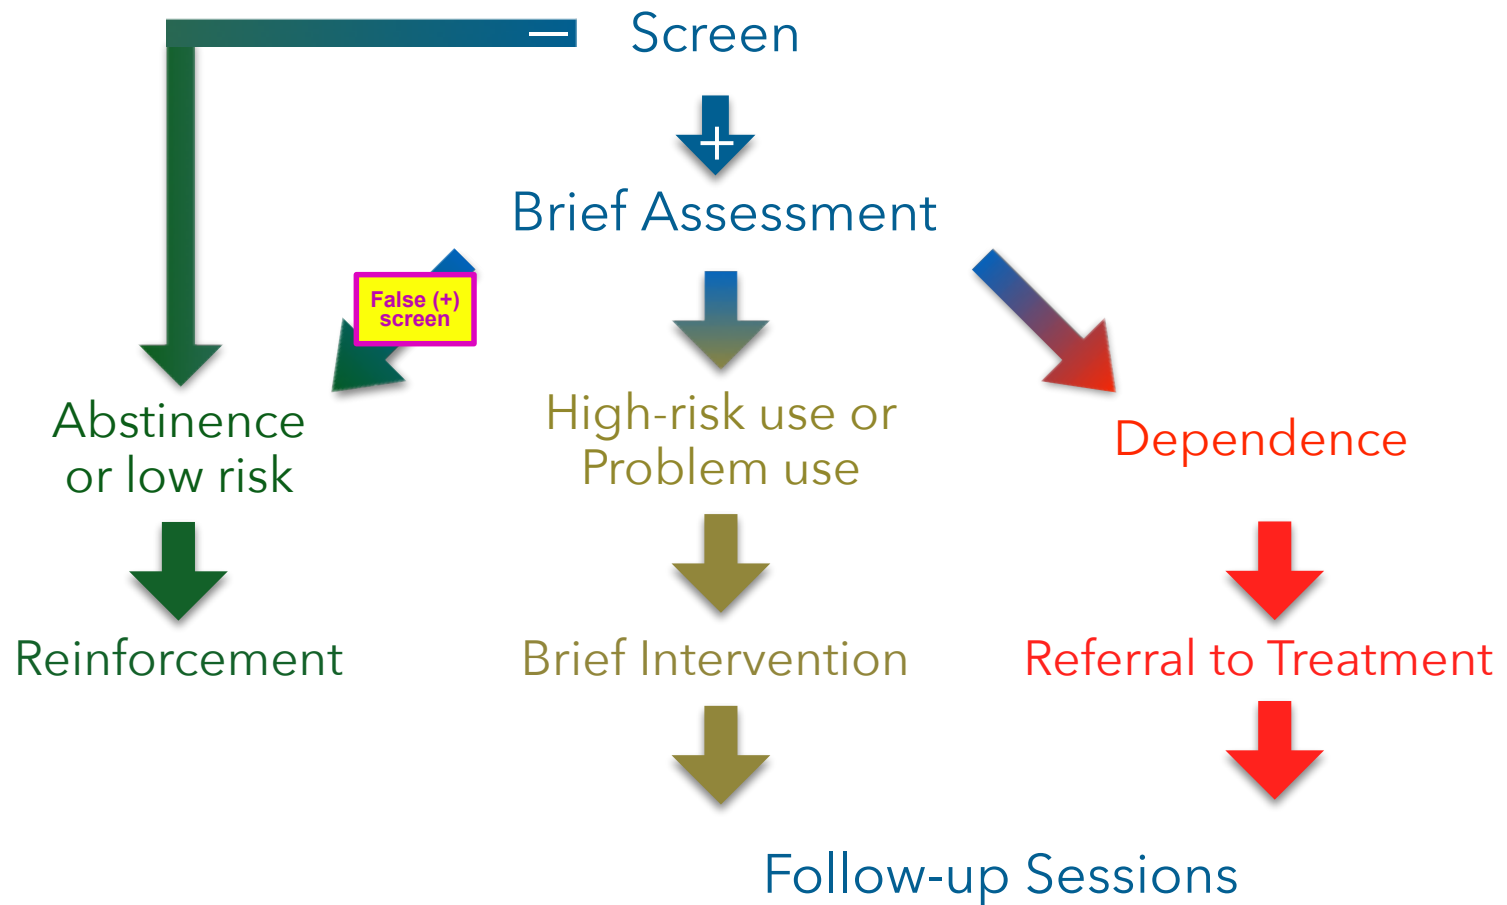 Screen
Brief Assessment
False (+)
screen
Abstinence
or low risk
High-risk use or
Problem use
Dependence
Reinforcement
Brief Intervention
Referral to Treatment
Follow-up Sessions